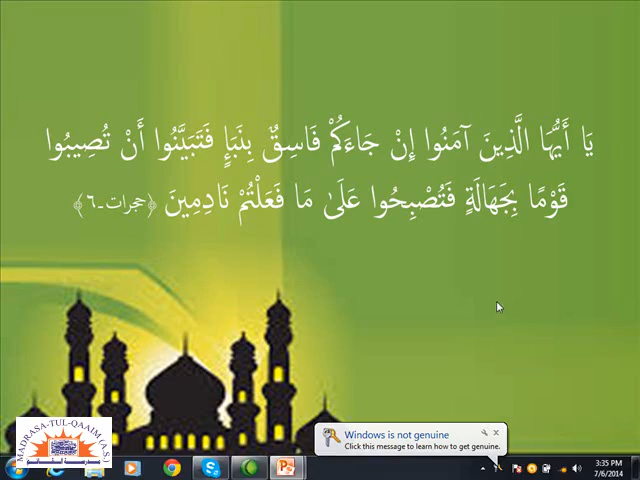 يَا أَيُّهَا الَّذِينَ آمَنُوا إِنْ جَاءَكُمْ فَاسِقٌ بِنَبَإٍ فَتَبَيَّنُوا أَنْ تُصِيبُوا
قَوْمًا بِجَهَالَةٍ فَتُصْبِحُوا عَلَىٰ مَا فَعَلْتُمْ نَادِمِينَ ﴿حجرات۔٦﴾
MADRASA-TUL-QAAIM (A.S)
Windows is not genuine
Click this message to learn how to get genuine.
3:35 PM
7/6/2014